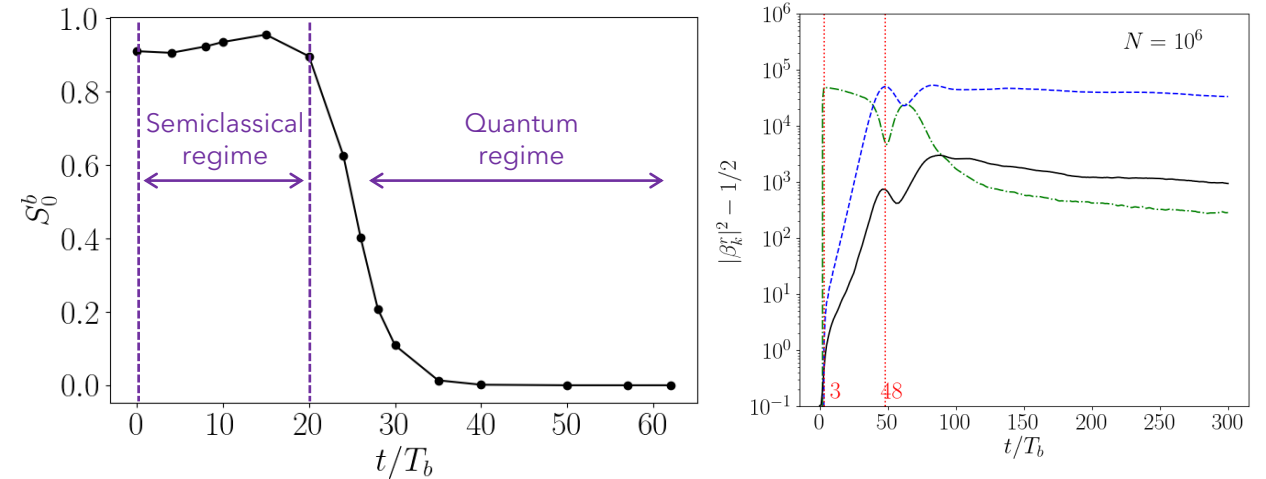 1.0
0.8
0.6
0.4
0.2
0.0
S_0^b
Semiclassical
regime
Quantum
regime
0 10 20 30 40 50 60
t/T_b
10^6
10^5
10^4
10^3
10^2
10^1
10^0
10^{-1}
|β_k^r|^2 − 1/2
N = 10^6
3 48
0 50 100 150 200 250 300
t/T_b